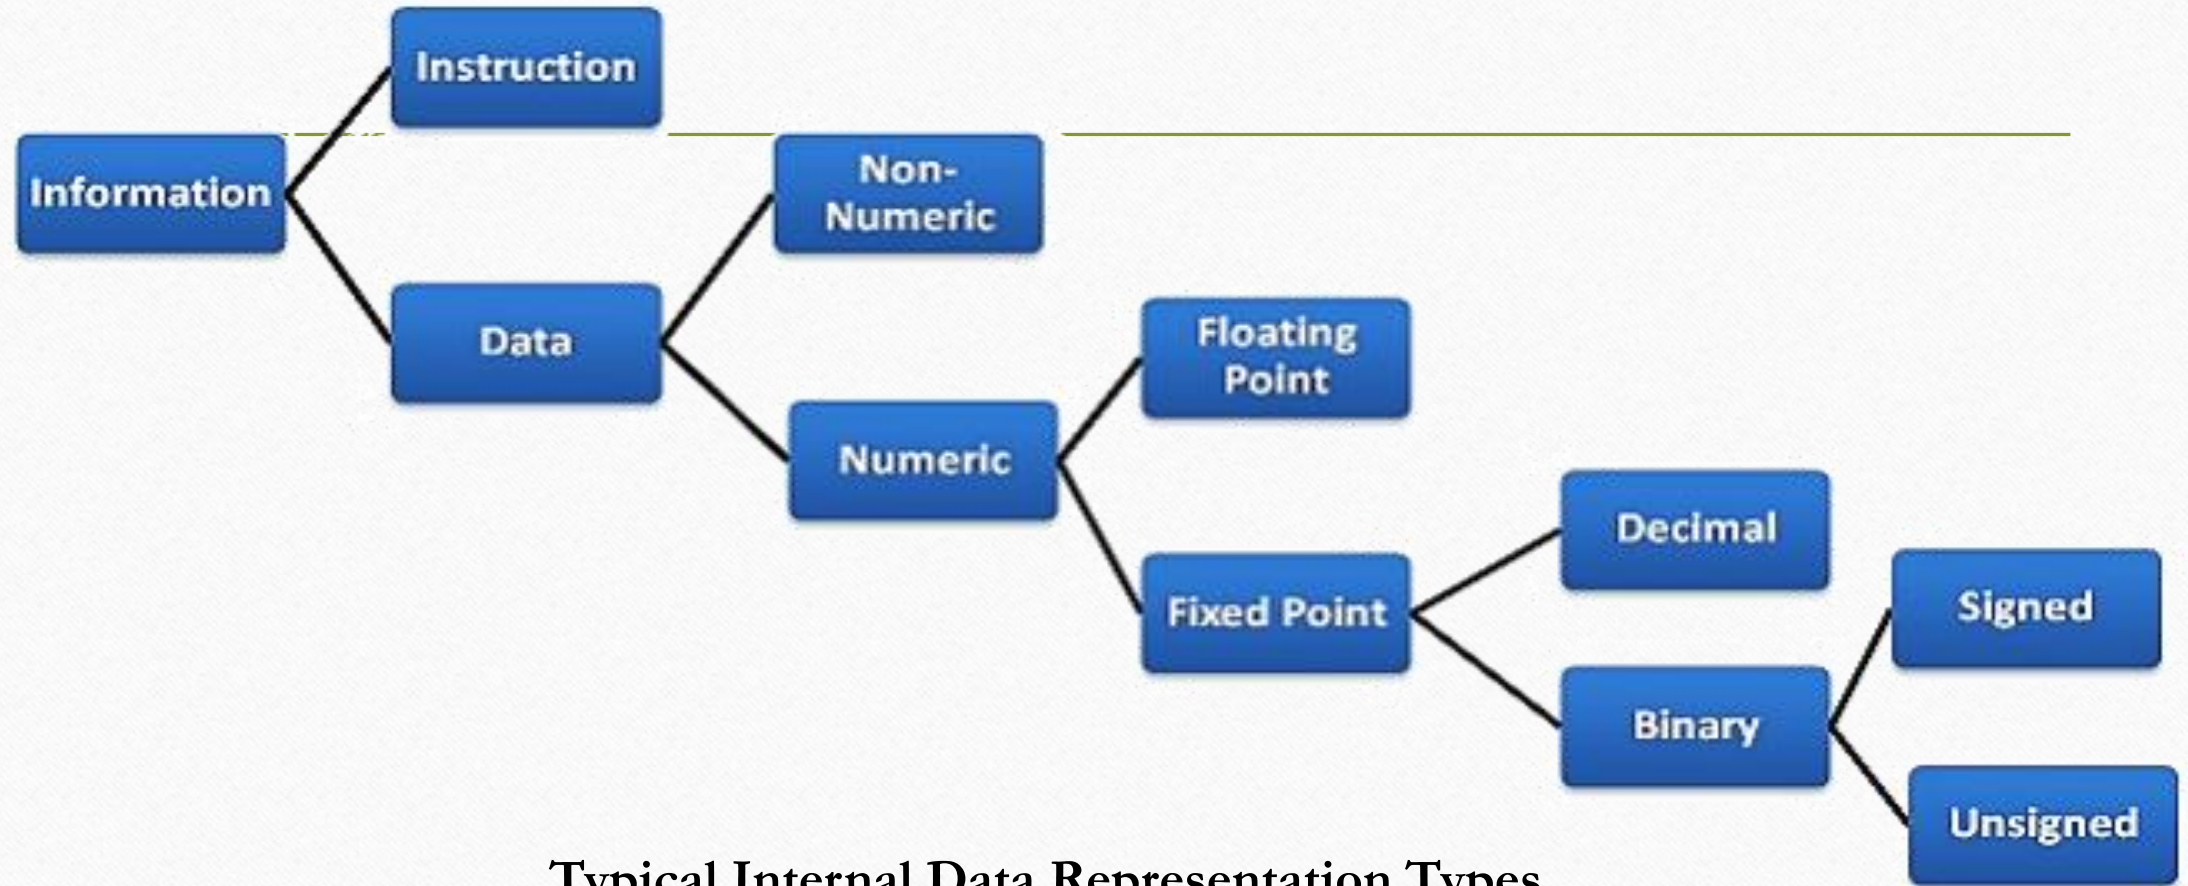 Instruction
Information
Non-
Numeric
Data
Floating
Point
Numeric
Decimal
Fixed Point
Signed
Binary
Unsigned
Typical Internal Data Representation Types